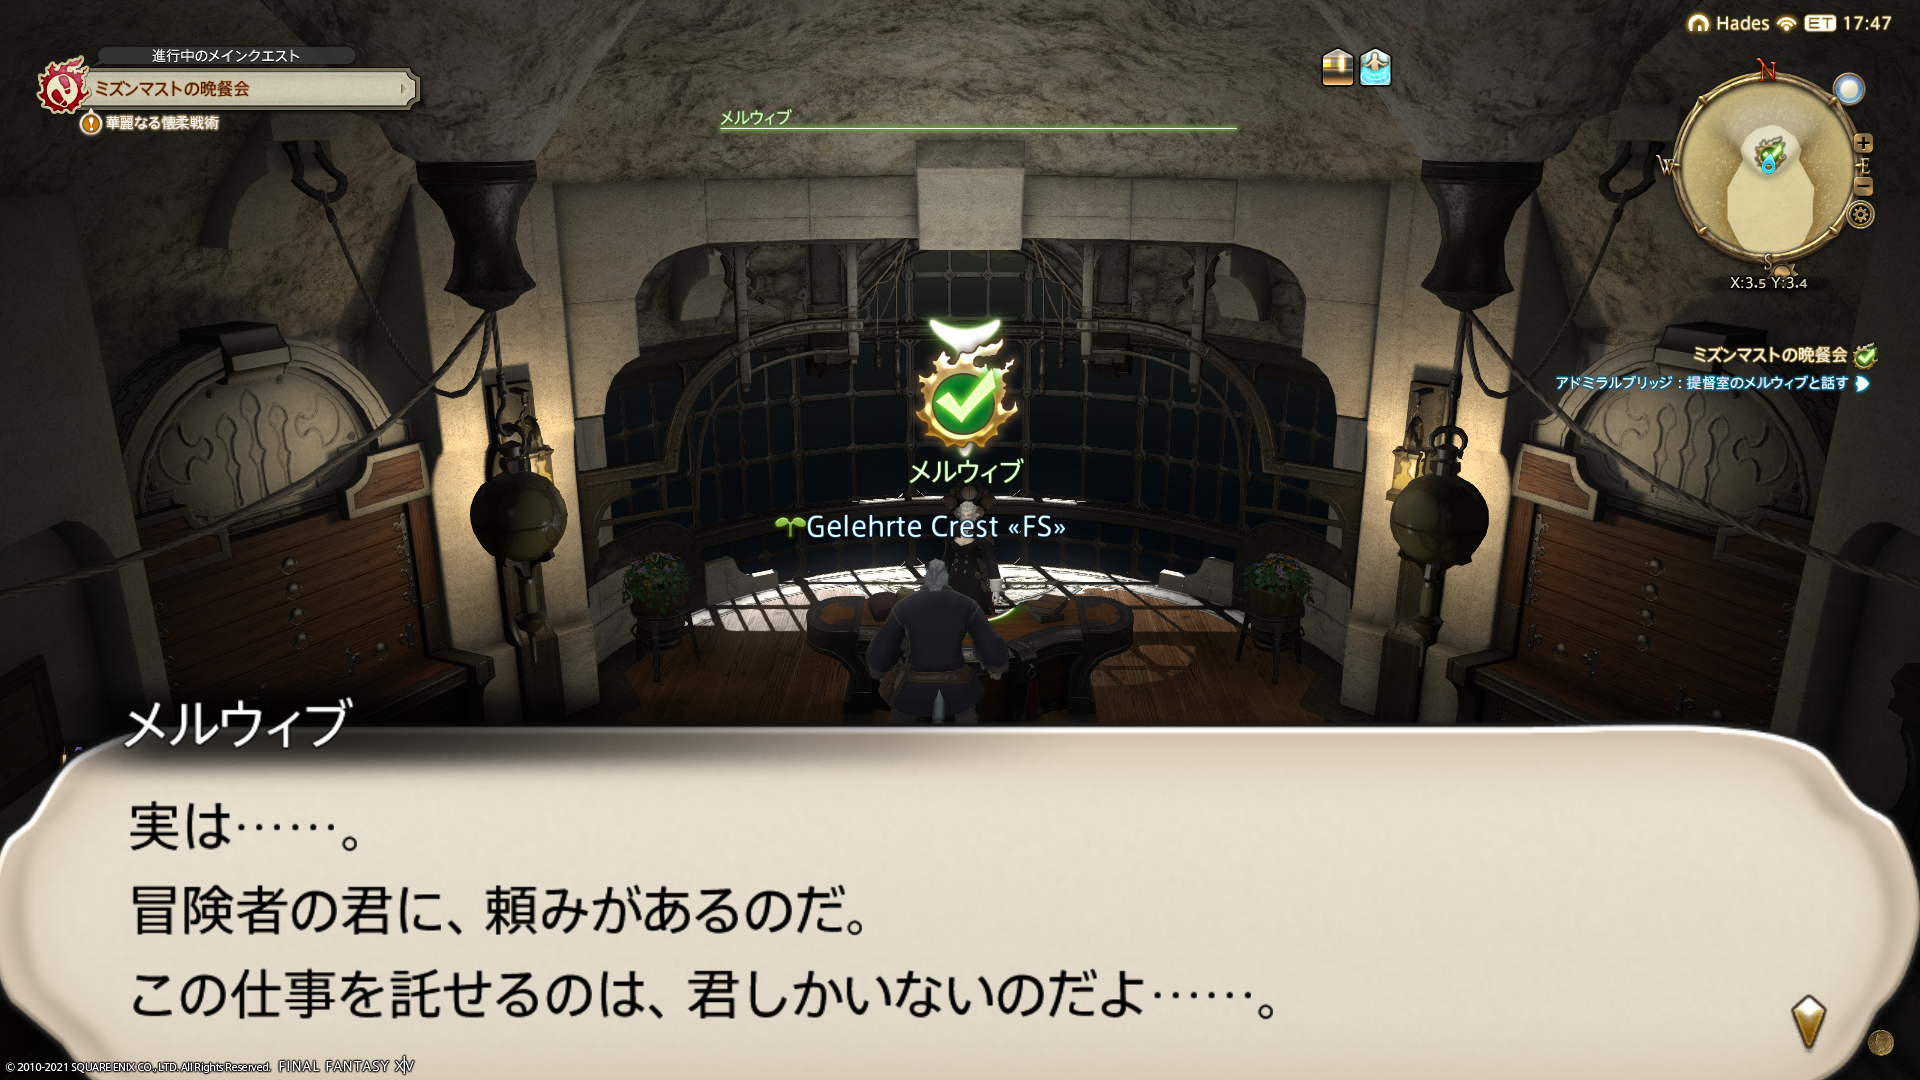 進行中のメインクエスト
ミズンマストの晩餐会
華麗なる懐柔戦術
メルウィブ
Hades ET 17:47
N
W
E
S
X:3.5 Y:3.4
ミズンマストの晩餐会
アドミラルブリッジ：提督室のメルウィブと話す
メルウィブ
Gelehrte Crest «FS»
メルウィブ
実は……。
冒険者の君に、頼みがあるのだ。
この仕事を託せるのは、君しかいないのだよ……。
© 2010-2021 SQUARE ENIX CO., LTD. All Rights Reserved. FINAL FANTASY XIV